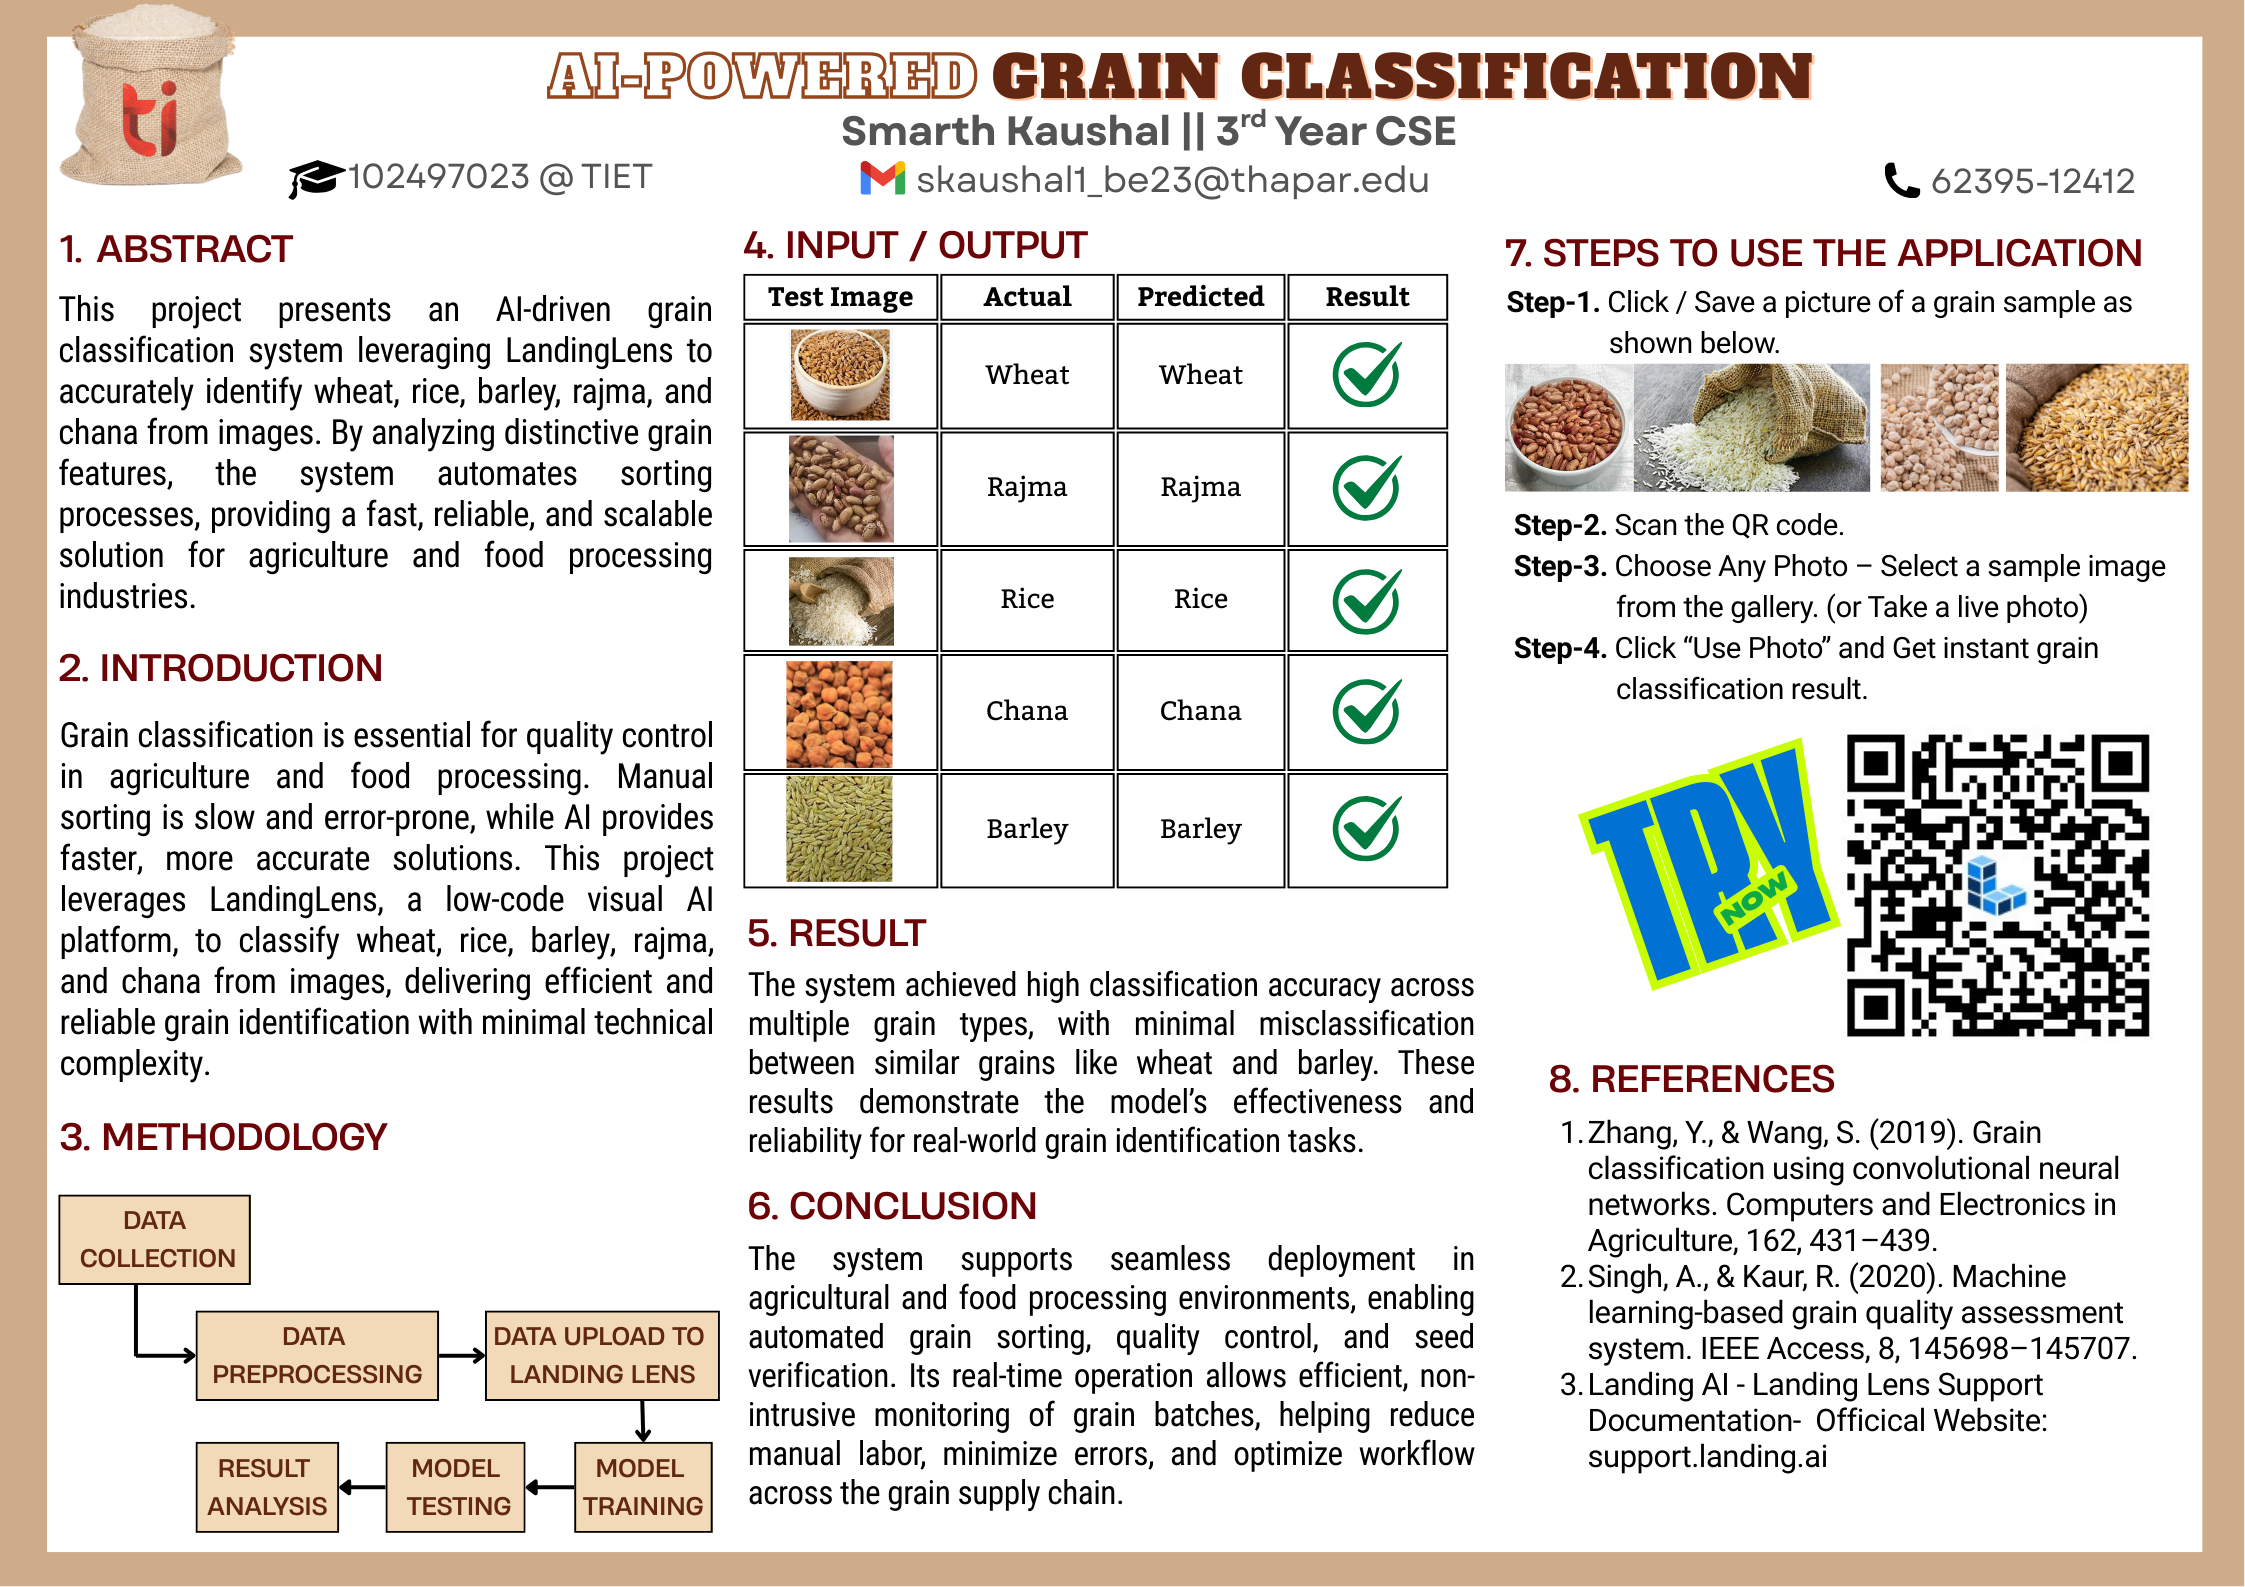 ti
AI-POWERED GRAIN CLASSIFICATION
Smarth Kaushal || 3rd Year CSE
102497023 @ TIET
skaushal1_be23@thapar.edu
62395-12412
1. ABSTRACT
This project presents an AI-driven grain
classification system leveraging LandingLens to
accurately identify wheat, rice, barley, rajma, and
chana from images. By analyzing distinctive grain
features, the system automates sorting
processes, providing a fast, reliable, and scalable
solution for agriculture and food processing
industries.
2. INTRODUCTION
Grain classification is essential for quality control
in agriculture and food processing. Manual
sorting is slow and error-prone, while AI provides
faster, more accurate solutions. This project
leverages LandingLens, a low-code visual AI
platform, to classify wheat, rice, barley, rajma,
and chana from images, delivering efficient and
reliable grain identification with minimal technical
complexity.
3. METHODOLOGY
DATA
COLLECTION
DATA
PREPROCESSING
DATA UPLOAD TO
LANDING LENS
MODEL
TRAINING
MODEL
TESTING
RESULT
ANALYSIS
4. INPUT / OUTPUT
Test Image Actual Predicted Result
Wheat Wheat
Rajma Rajma
Rice Rice
Chana Chana
Barley Barley
5. RESULT
The system achieved high classification accuracy across
multiple grain types, with minimal misclassification
between similar grains like wheat and barley. These
results demonstrate the model’s effectiveness and
reliability for real-world grain identification tasks.
6. CONCLUSION
The system supports seamless deployment in
agricultural and food processing environments, enabling
automated grain sorting, quality control, and seed
verification. Its real-time operation allows efficient, non-
intrusive monitoring of grain batches, helping reduce
manual labor, minimize errors, and optimize workflow
across the grain supply chain.
7. STEPS TO USE THE APPLICATION
Step-1. Click / Save a picture of a grain sample as
shown below.
Step-2. Scan the QR code.
Step-3. Choose Any Photo – Select a sample image
from the gallery. (or Take a live photo)
Step-4. Click “Use Photo” and Get instant grain
classification result.
TRY
NOW
8. REFERENCES
1. Zhang, Y., & Wang, S. (2019). Grain
classification using convolutional neural
networks. Computers and Electronics in
Agriculture, 162, 431–439.
2. Singh, A., & Kaur, R. (2020). Machine
learning-based grain quality assessment
system. IEEE Access, 8, 145698–145707.
3. Landing AI - Landing Lens Support
Documentation- Officical Website:
support.landing.ai